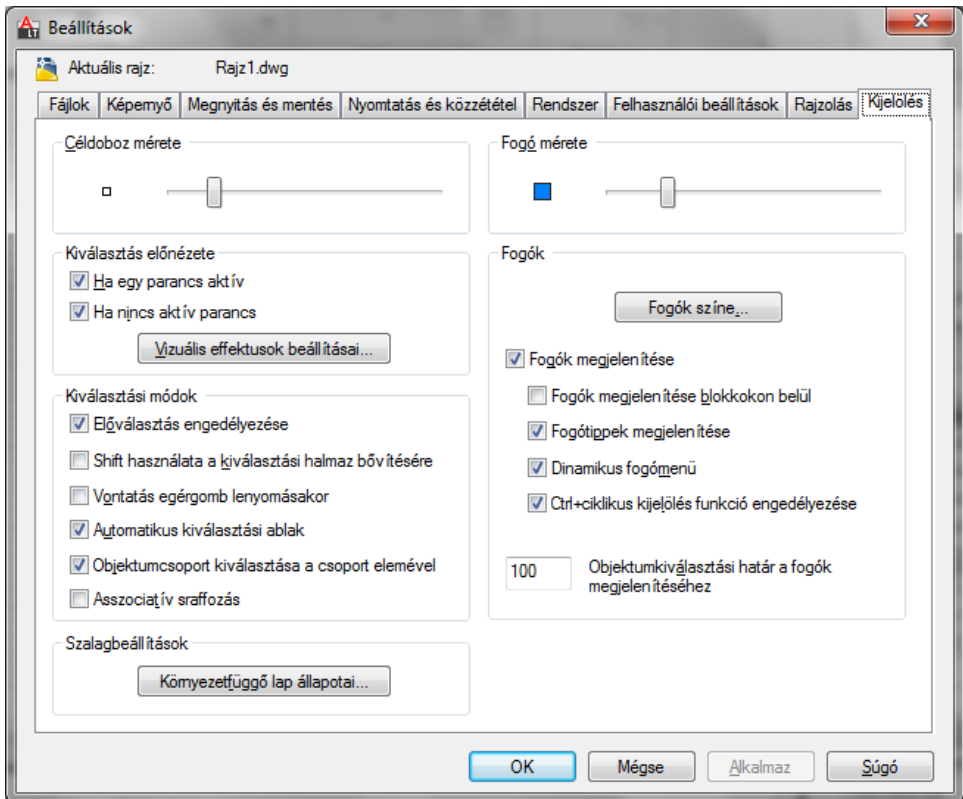 Beállítások
Aktuális rajz: Rajz1.dwg
Fájlok Képernyő Megnyitás és mentés Nyomtatás és közzététel Rendszer Felhasználói beállítások Rajzolás Kijelölés
Céldoboz mérete
Fogó mérete
Kiválasztás előnézete
Ha egy parancs aktív
Ha nincs aktív parancs
Vizuális effektusok beállításai...
Kiválasztási módok
Előválasztás engedélyezése
Shift használata a kiválasztási halmaz bővítésére
Vontatás egérgomb lenyomásakor
Automatikus kiválasztási ablak
Objektumcsoport kiválasztása a csoport elemével
Asszociatív sraffozás
Szalagbeállítások
Környezetfüggő lap állapotai...
Fogók
Fogók színe...
Fogók megjelenítése
Fogók megjelenítése blokkokon belül
Fogótippek megjelenítése
Dinamikus fogómenü
Ctrl+ciklikus kijelölés funkció engedélyezése
100 Objektumkiválasztási határ a fogók
megjelenítéséhez
OK Mégse Alkalmaz Súgó